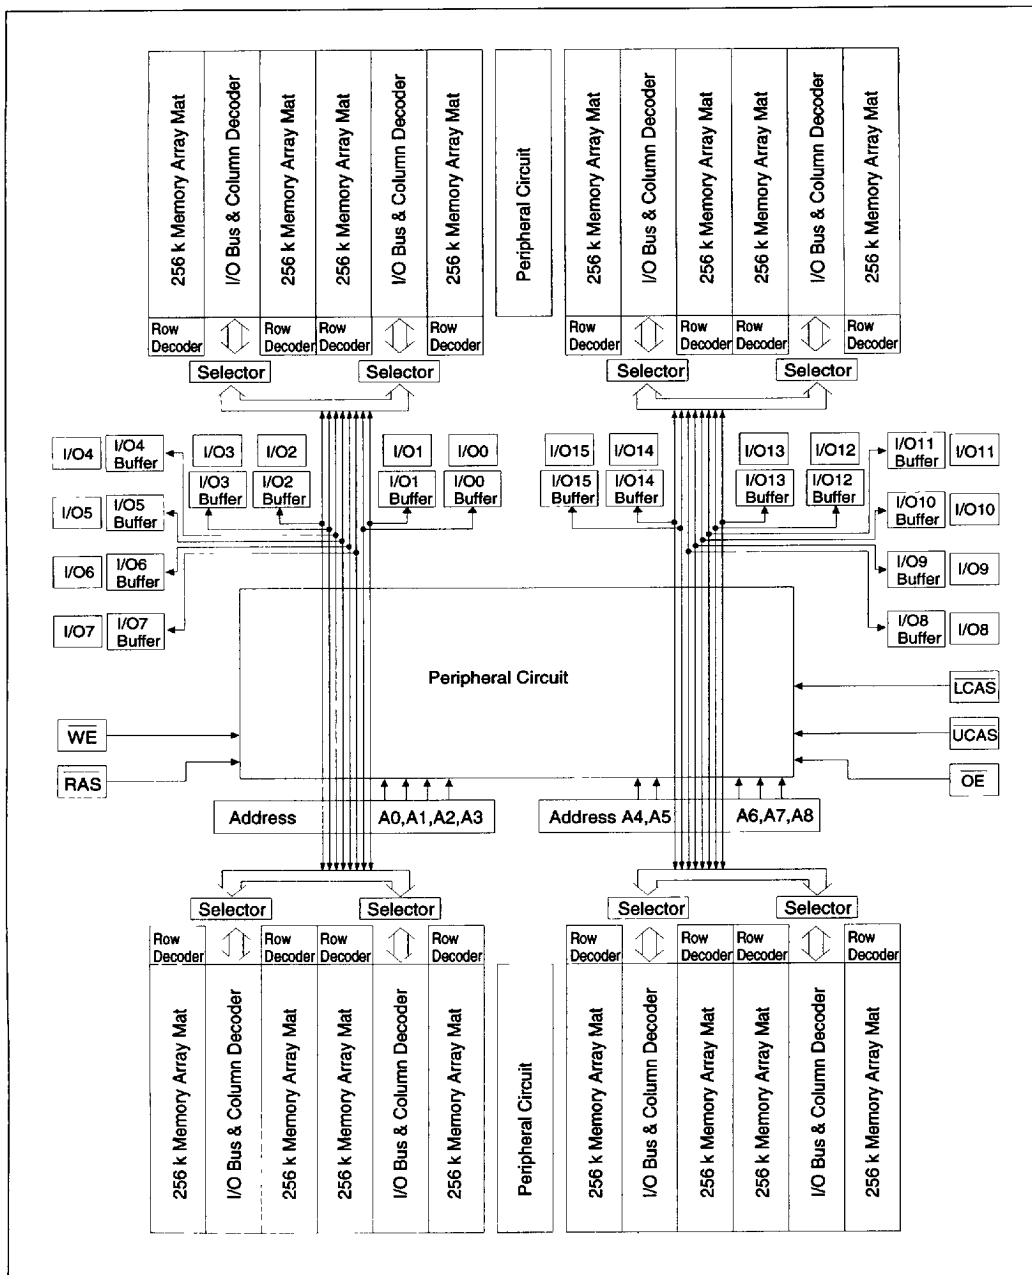 256 k Memory Array Mat
I/O Bus & Column Decoder
256 k Memory Array Mat
256 k Memory Array Mat
I/O Bus & Column Decoder
256 k Memory Array Mat
Peripheral Circuit
256 k Memory Array Mat
I/O Bus & Column Decoder
256 k Memory Array Mat
256 k Memory Array Mat
I/O Bus & Column Decoder
256 k Memory Array Mat
Row
Decoder
Row
Decoder
Row
Decoder
Row
Decoder
Row
Decoder
Row
Decoder
Row
Decoder
Row
Decoder
Selector
Selector
Selector
Selector
I/O4
I/O4
Buffer
I/O3
I/O2
I/O1
I/O0
I/O15
I/O14
I/O13
I/O12
I/O11
Buffer
I/O11
I/O3
Buffer
I/O2
Buffer
I/O1
Buffer
I/O0
Buffer
I/O15
Buffer
I/O14
Buffer
I/O13
Buffer
I/O12
Buffer
I/O5
I/O5
Buffer
I/O10
Buffer
I/O10
I/O6
I/O6
Buffer
I/O9
Buffer
I/O9
I/O7
I/O7
Buffer
I/O8
Buffer
I/O8
Peripheral Circuit
LCAS
WE
UCAS
RAS
OE
Address A0,A1,A2,A3
Address A4,A5 A6,A7,A8
Selector
Selector
Selector
Selector
Row
Decoder
Row
Decoder
Row
Decoder
Row
Decoder
Row
Decoder
Row
Decoder
Row
Decoder
Row
Decoder
256 k Memory Array Mat
I/O Bus & Column Decoder
256 k Memory Array Mat
256 k Memory Array Mat
I/O Bus & Column Decoder
256 k Memory Array Mat
Peripheral Circuit
256 k Memory Array Mat
I/O Bus & Column Decoder
256 k Memory Array Mat
256 k Memory Array Mat
I/O Bus & Column Decoder
256 k Memory Array Mat